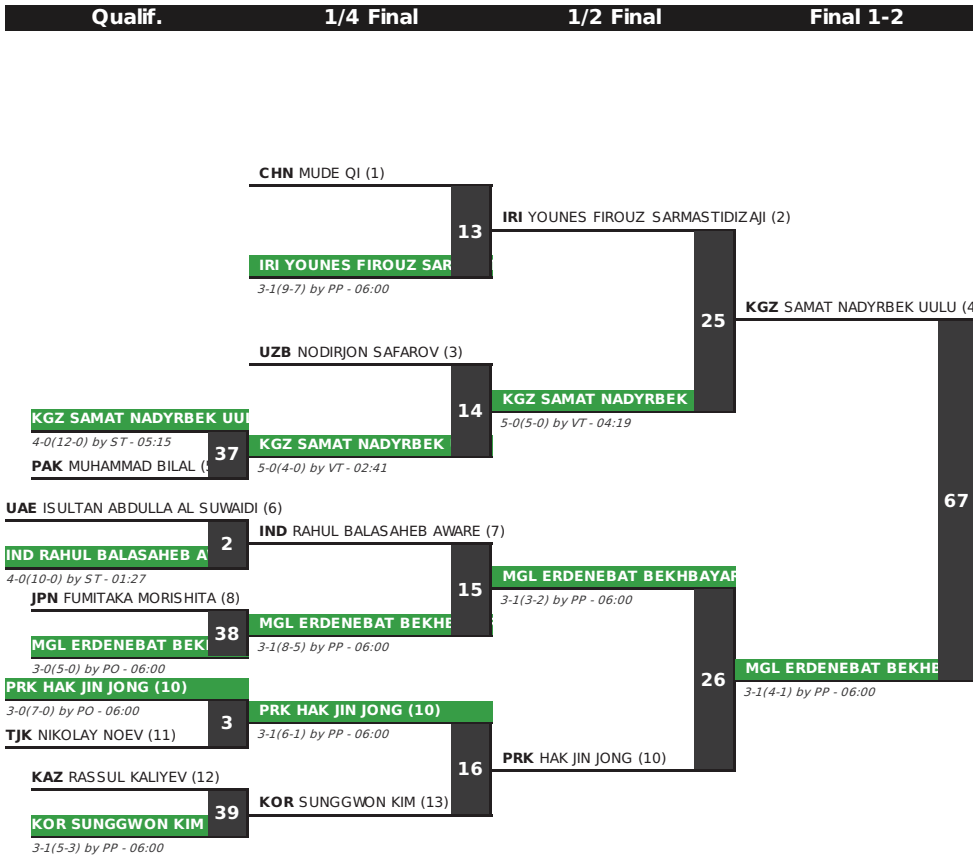 Qualif. 1/4 Final 1/2 Final Final 1-2
CHN MUDE QI (1)
IRI YOUNES FIROUZ SARMASTIDIZAJI (2)
13
IRI YOUNES FIROUZ SAR
3-1(9-7) by PP - 06:00
KGZ SAMAT NADYRBEK UULU (4
25
UZB NODIRJON SAFAROV (3)
KGZ SAMAT NADYRBEK
14
KGZ SAMAT NADYRBEK UUL
5-0(5-0) by VT - 04:19
4-0(12-0) by ST - 05:15
KGZ SAMAT NADYRBEK
37
PAK MUHAMMAD BILAL (5
5-0(4-0) by VT - 02:41
67
UAE ISULTAN ABDULLA AL SUWAIDI (6)
IND RAHUL BALASAHEB AWARE (7)
2
IND RAHUL BALASAHEB A
4-0(10-0) by ST - 01:27
MGL ERDENEBAT BEKHBAYAR
15
JPN FUMITAKA MORISHITA (8)
3-1(3-2) by PP - 06:00
MGL ERDENEBAT BEKHB
38
MGL ERDENEBAT BEKH
3-1(8-5) by PP - 06:00
3-0(5-0) by PO - 06:00
MGL ERDENEBAT BEKHB
26
PRK HAK JIN JONG (10)
3-1(4-1) by PP - 06:00
3-0(7-0) by PO - 06:00
PRK HAK JIN JONG (10)
3
TJK NIKOLAY NOEV (11)
3-1(6-1) by PP - 06:00
PRK HAK JIN JONG (10)
16
KAZ RASSUL KALIYEV (12)
KOR SUNGGWON KIM (13)
39
KOR SUNGGWON KIM
3-1(5-3) by PP - 06:00